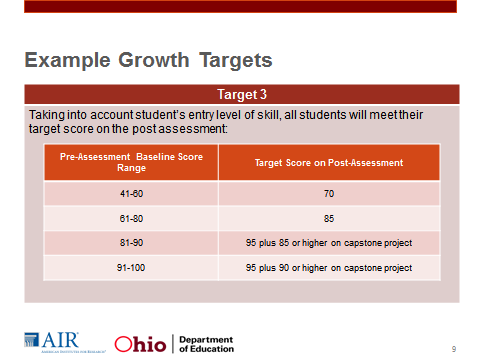 Example Growth Targets
Target 3
Taking into account student's entry level of skill, all students will meet their
target score on the post assessment:
Pre-Assessment Baseline Score
Range
Target Score on Post-Assessment
41-60
70
61-80
85
81-90
95 plus 85 or higher on capstone project
91-100
95 plus 90 or higher on capstone project
AIR
AMERICAN INSTITUTES FOR RESEARCH
Ohio
Department
of Education
9